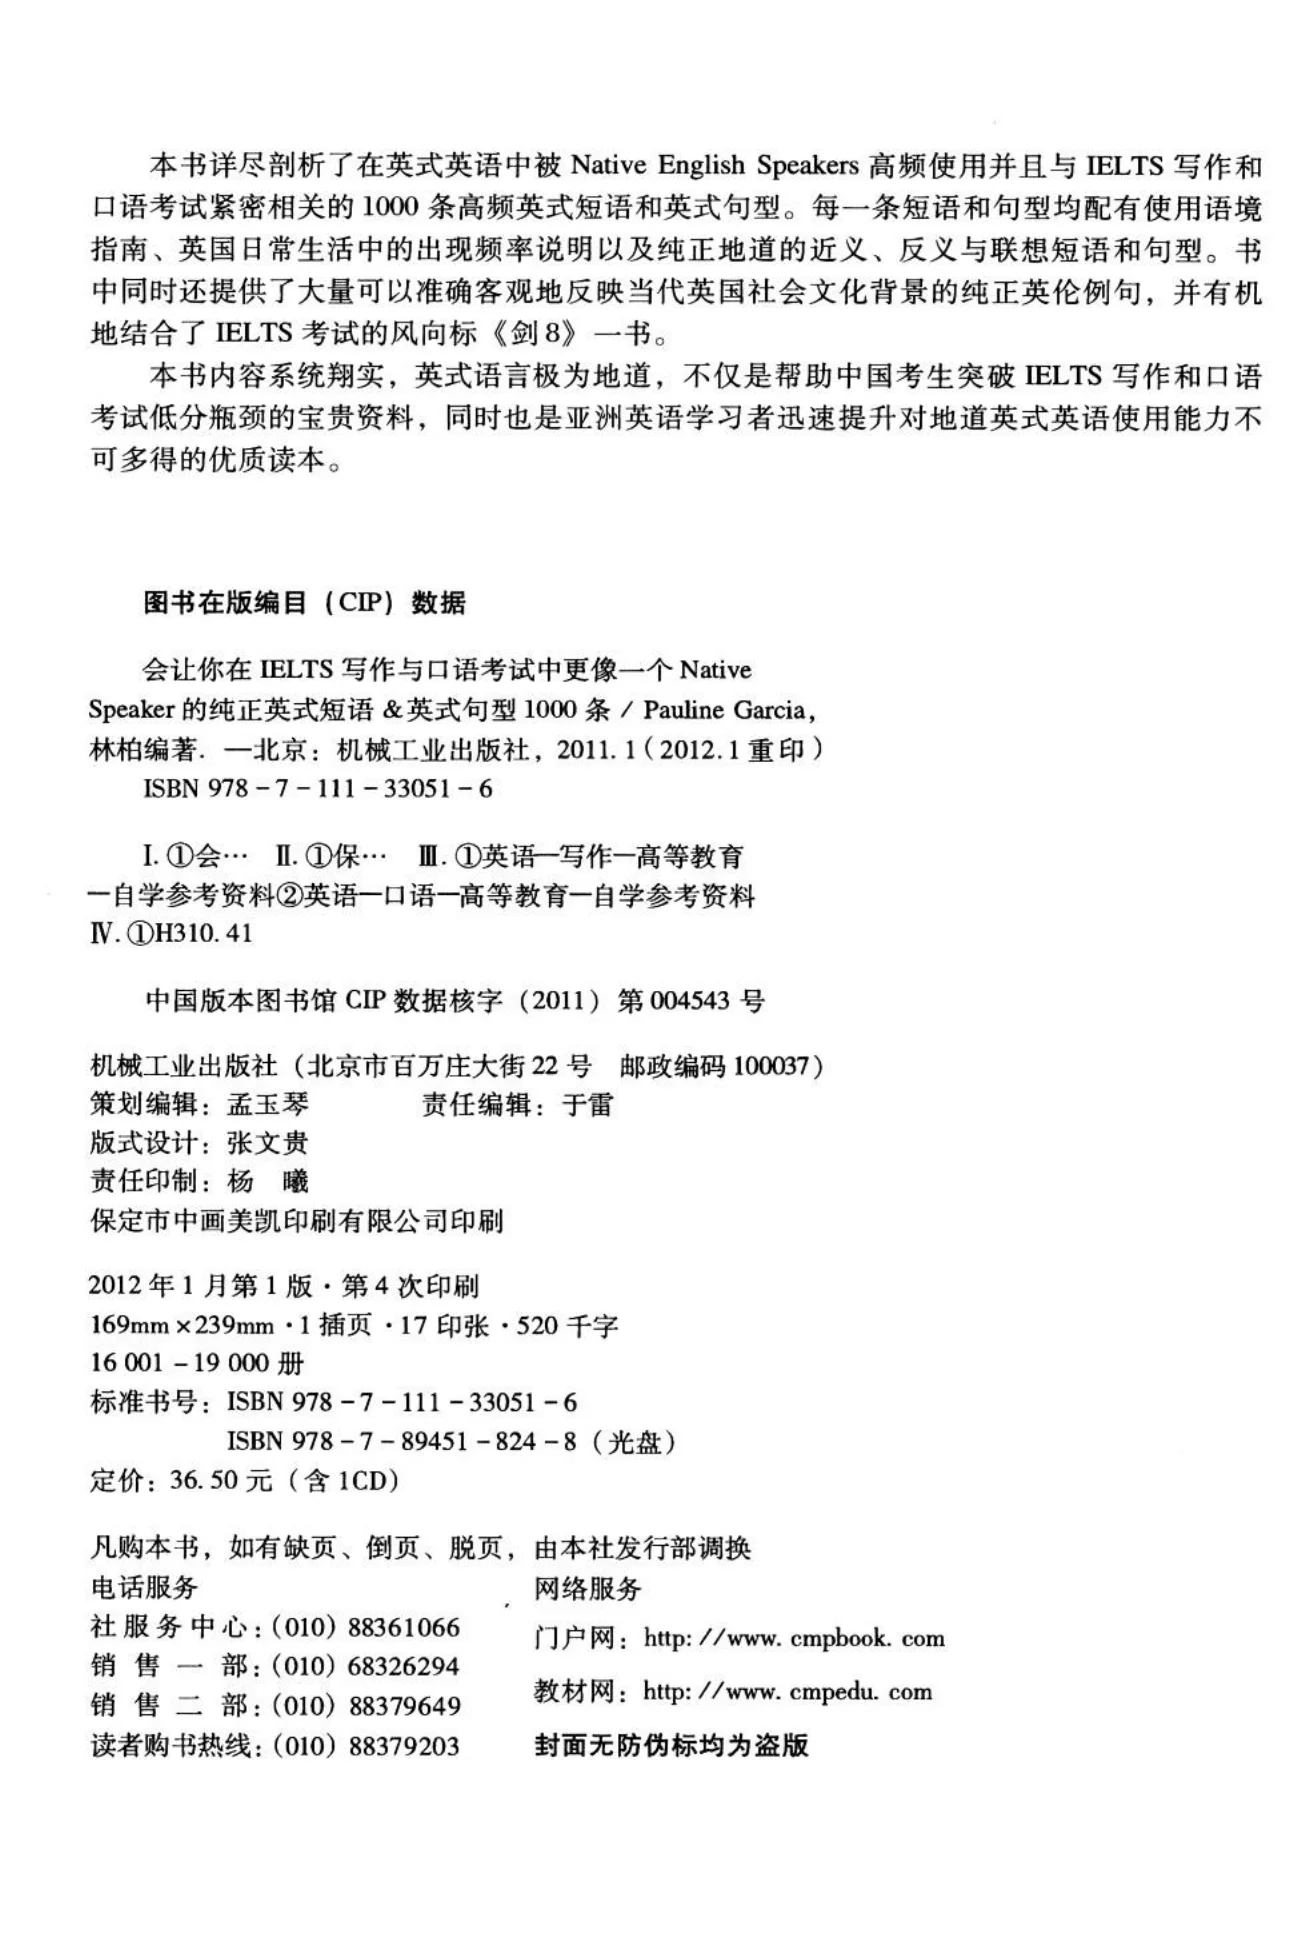 本书详尽剖析了在英式英语中被 Native English Speakers 高频使用并且与 IELTS 写作和
口语考试紧密相关的 1000 条高频英式短语和英式句型。每一条短语和句型均配有使用语境
指南、英国日常生活中的出现频率说明以及纯正地道的近义、反义与联想短语和句型。书
中同时还提供了大量可以准确客观地反映当代英国社会文化背景的纯正英伦例句，并有机
地结合了 IELTS 考试的风向标《剑 8》一书。
本书内容系统翔实，英式语言极为地道，不仅是帮助中国考生突破 IELTS 写作和口语
考试低分瓶颈的宝贵资料，同时也是亚洲英语学习者迅速提升对地道英式英语使用能力不
可多得的优质读本。
图书在版编目（CIP）数据
会让你在 IELTS 写作与口语考试中更像一个 Native
Speaker 的纯正英式短语 & 英式句型 1000 条 / Pauline Garcia，
林柏编著. —北京：机械工业出版社，2011. 1（2012.1 重印）
ISBN 978－7－111－33051－6
Ⅰ. ①会… Ⅱ. ①保… Ⅲ. ①英语—写作—高等教育
—自学参考资料②英语—口语—高等教育—自学参考资料
Ⅳ. ①H310. 41
中国版本图书馆 CIP 数据核字（2011）第 004543 号
机械工业出版社（北京市百万庄大街 22 号　邮政编码 100037）
策划编辑：孟玉琴　　　　责任编辑：于雷
版式设计：张文贵
责任印制：杨　曦
保定市中画美凯印刷有限公司印刷
2012 年 1 月第 1 版·第 4 次印刷
169mm × 239mm · 1 插页 · 17 印张 · 520 千字
16 001 －19 000 册
标准书号：ISBN 978－7－111－33051－6
ISBN 978－7－89451－824－8（光盘）
定价：36. 50 元（含 1CD）
凡购本书，如有缺页、倒页、脱页，由本社发行部调换
电话服务　　　　网络服务
社 服 务 中 心：(010) 88361066
门户网：http: //www. cmpbook. com
销 售 一 部：(010) 68326294
销 售 二 部：(010) 88379649
教材网：http: //www. cmpedu. com
读者购书热线：(010) 88379203
封面无防伪标均为盗版